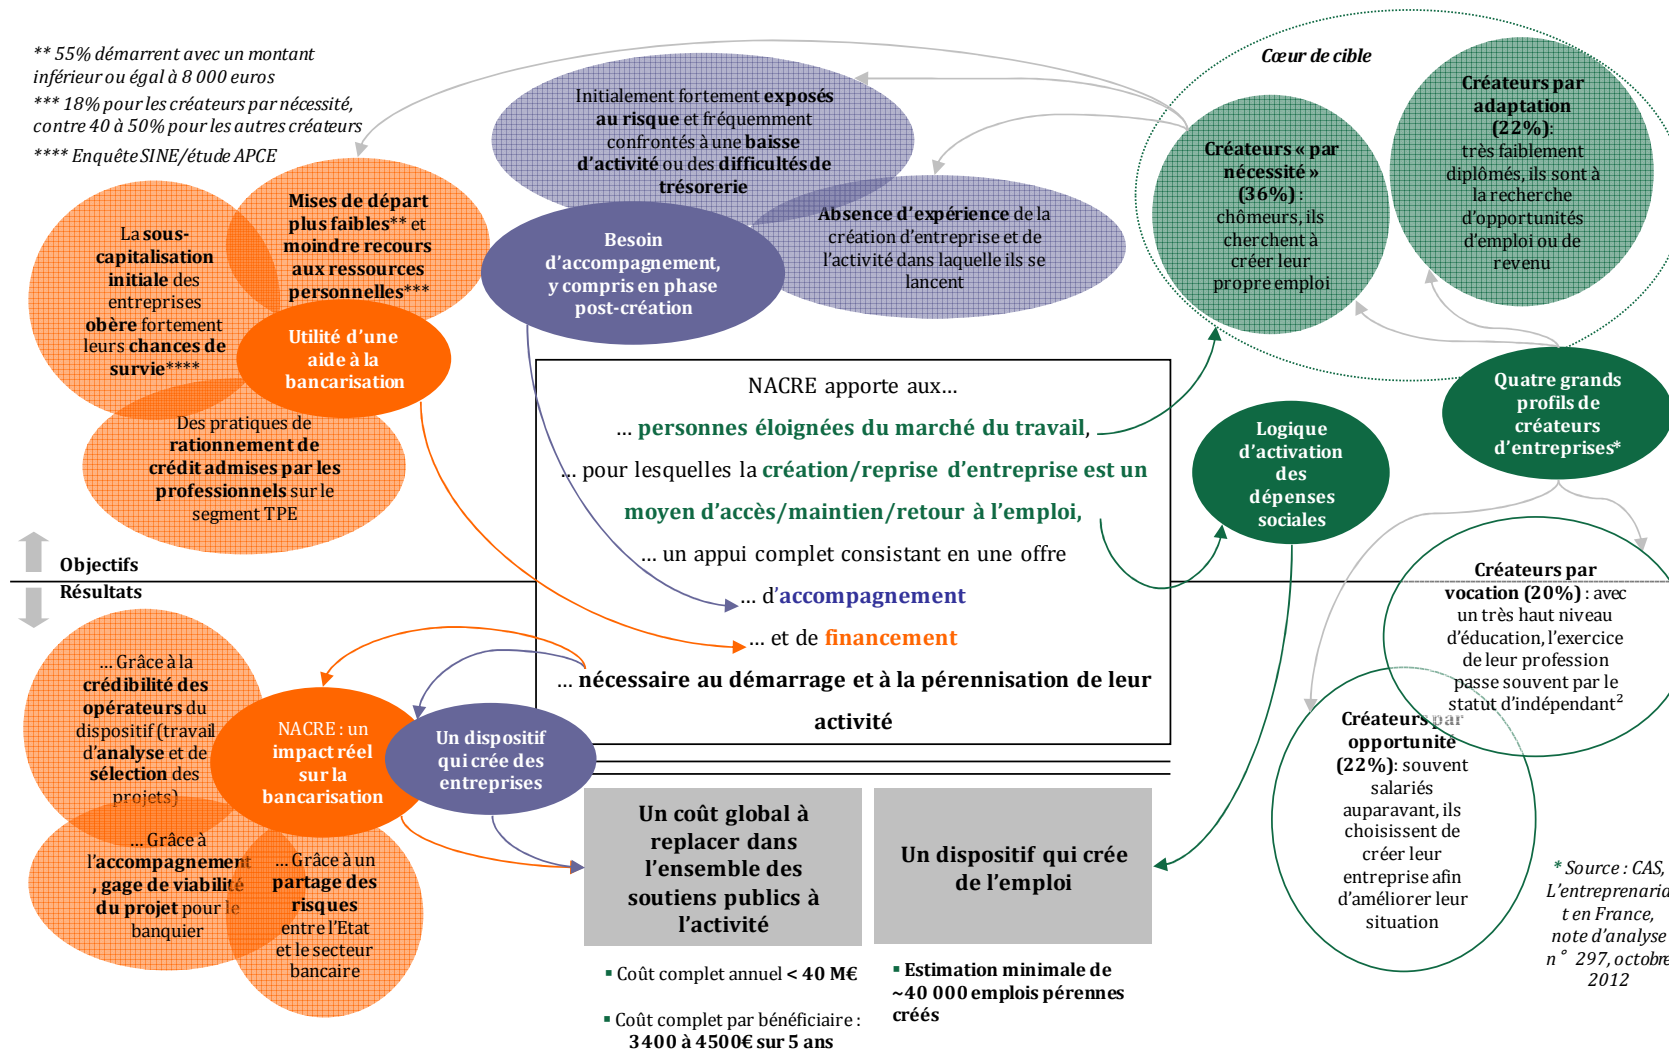 ** 55% démarrent avec un montant
inférieur ou égal à 8 000 euros
*** 18% pour les créateurs par nécessité,
contre 40 à 50% pour les autres créateurs
**** Enquête SINE/étude APCE
Mises de départ
plus faibles** et
moindre recours
aux ressources
personnelles***
La sous-
capitalisation
initiale des
entreprises
obère fortement
leurs chances de
survie****
Utilité d'une
aide à la
bancarisation
Des pratiques de
rationnement de
crédit admises par les
professionnels sur le
segment TPE
Initialement fortement exposés
au risque et fréquemment
confrontés à une baisse
d'activité ou des difficultés de
trésorerie
Absence d'expérience de la
création d'entreprise et de
l'activité dans laquelle ils se
lancent
Besoin
d'accompagnement,
y compris en phase
post-création
Cœur de cible
Créateurs « par
nécessité »
(36%) :
chômeurs, ils
cherchent à
créer leur
propre emploi
Créateurs par
adaptation
(22%):
très faiblement
diplômés, ils sont à
la recherche
d'opportunités
d'emploi ou de
revenu
Quatre grands
profils de
créateurs
d'entreprises*
Logique
d'activation
des
dépenses
sociales
NACRE apporte aux…
… personnes éloignées du marché du travail,
… pour lesquelles la création/reprise d'entreprise est un
moyen d'accès/maintien/retour à l'emploi,
… un appui complet consistant en une offre
… d'accompagnement
… et de financement
… nécessaire au démarrage et à la pérennisation de leur
activité
Objectifs
Résultats
… Grâce à la
crédibilité des
opérateurs du
dispositif (travail
d'analyse et de
sélection des
projets)
NACRE : un
impact réel
sur la
bancarisation
Un dispositif
qui crée des
entreprises
… Grâce à
l'accompagnement
, gage de viabilité
du projet pour le
banquier
… Grâce à un
partage des
risques
entre l'Etat
et le secteur
bancaire
Un coût global à
replacer dans
l'ensemble des
soutiens publics à
l'activité
▪ Coût complet annuel < 40 M€
▪ Coût complet par bénéficiaire :
3400 à 4500€ sur 5 ans
Un dispositif qui crée
de l'emploi
▪ Estimation minimale de
~40 000 emplois pérennes
créés
Créateurs par
vocation (20%) : avec
un très haut niveau
d'éducation, l'exercice
de leur profession
passe souvent par le
statut d'indépendant²
Créateurs par
opportunité
(22%): souvent
salariés
auparavant, ils
choisissent de
créer leur
entreprise afin
d'améliorer leur
situation
* Source : CAS,
L'entreprenaria
t en France,
note d'analyse
n° 297, octobre
2012